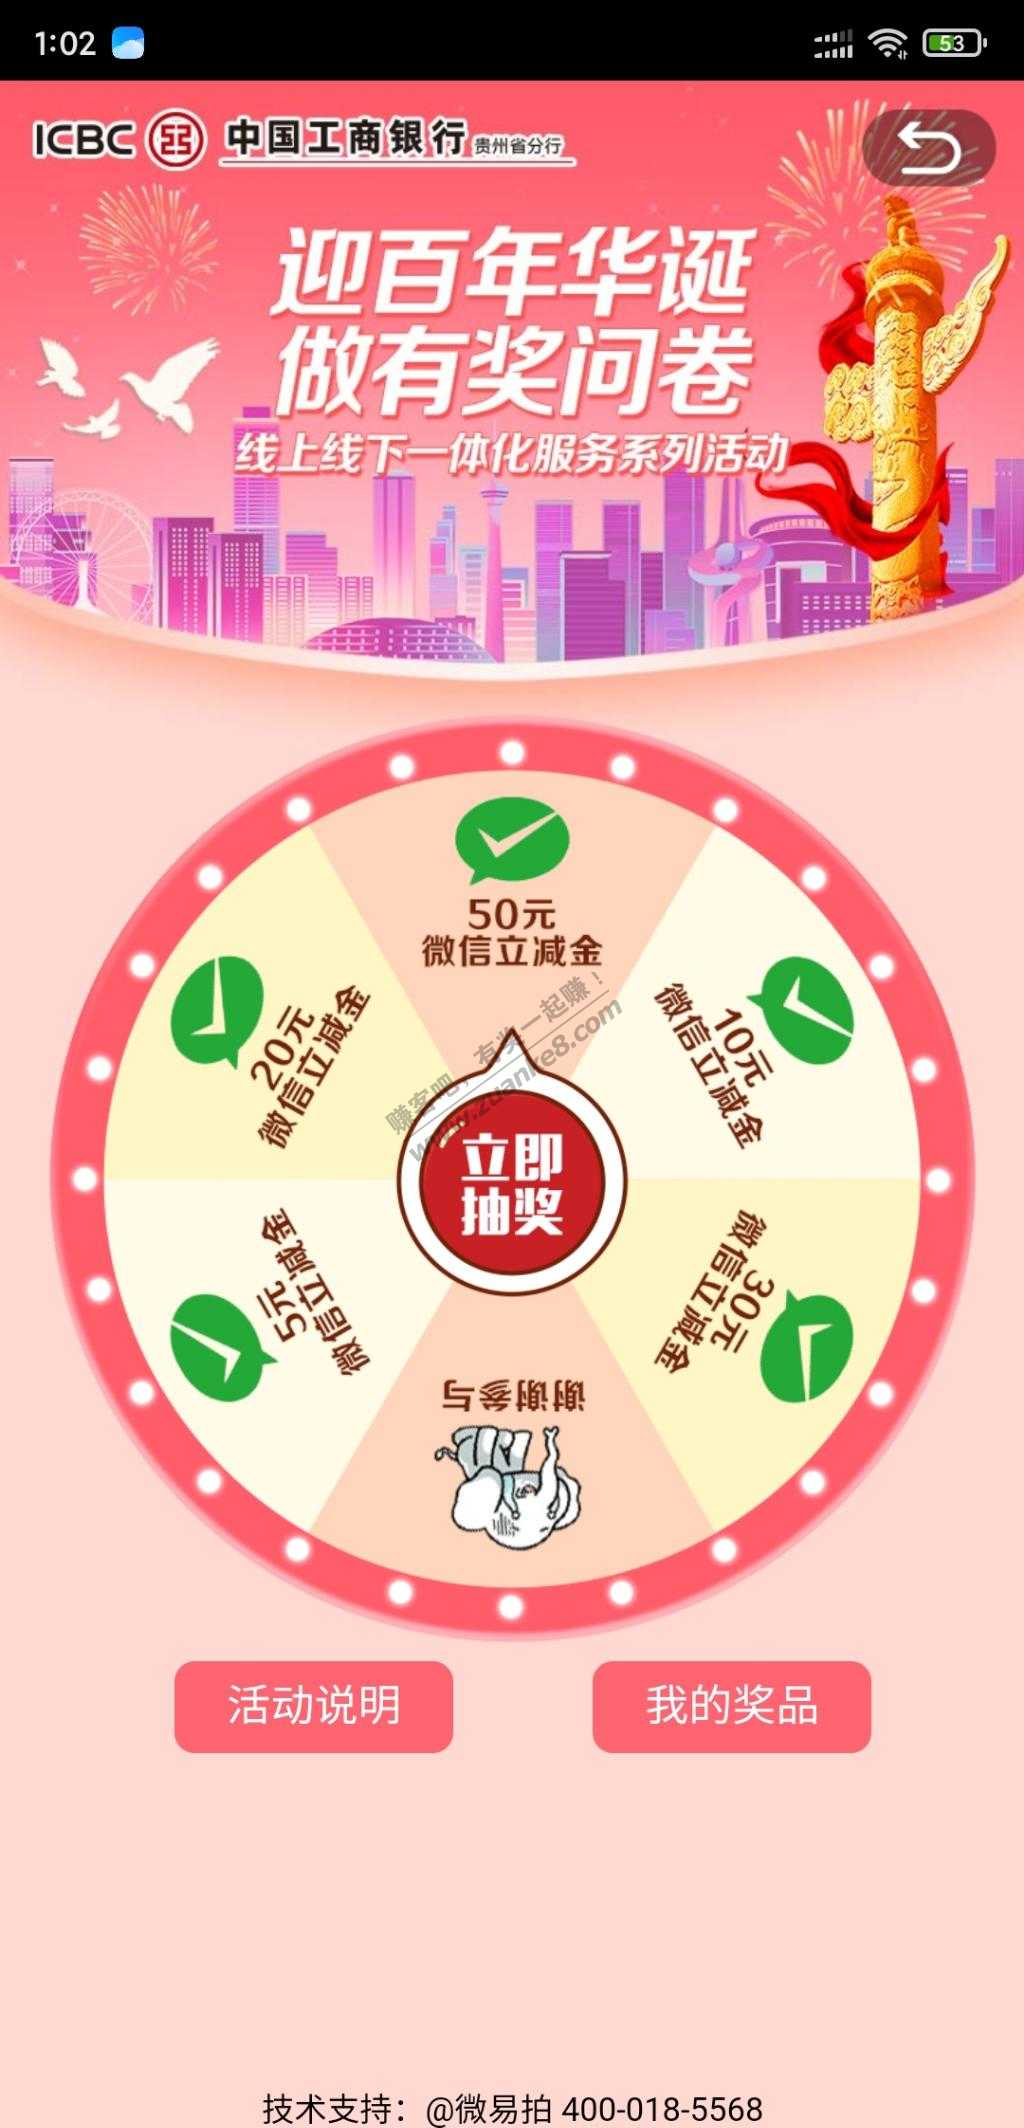 1:02
53
ICBC 中国工商银行 贵州省分行
迎百年华诞
做有奖问卷
线上线下一体化服务系列活动
50元
微信立减金
20元
微信立减金
10元
微信立减金
赚客吧，有奖一起赚！
www.zuanke8.com
立即
抽奖
5元
微信立减金
30元
微信立减金
谢谢参与
活动说明
我的奖品
技术支持：@微易拍 400-018-5568